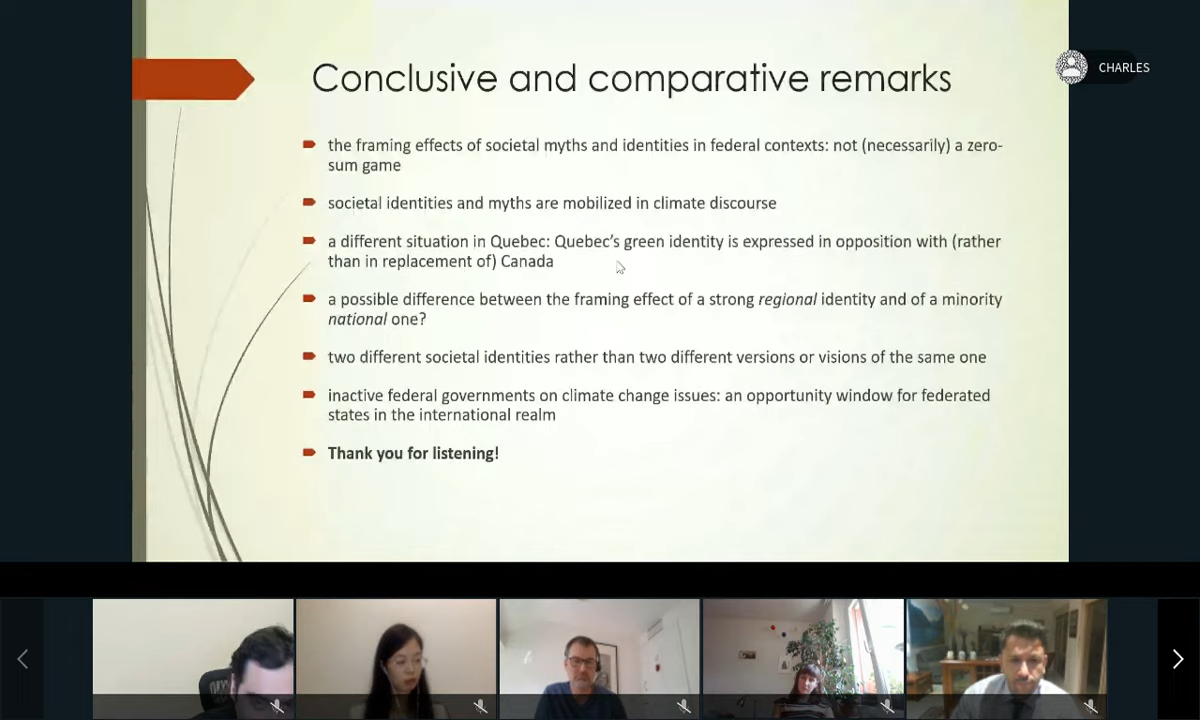 Conclusive and comparative remarks
CHARLES
the framing effects of societal myths and identities in federal contexts: not (necessarily) a zero-
sum game
societal identities and myths are mobilized in climate discourse
a different situation in Quebec: Quebec's green identity is expressed in opposition with (rather
than in replacement of) Canada
a possible difference between the framing effect of a strong regional identity and of a minority
national one?
two different societal identities rather than two different versions or visions of the same one
inactive federal governments on climate change issues: an opportunity window for federated
states in the international realm
Thank you for listening!